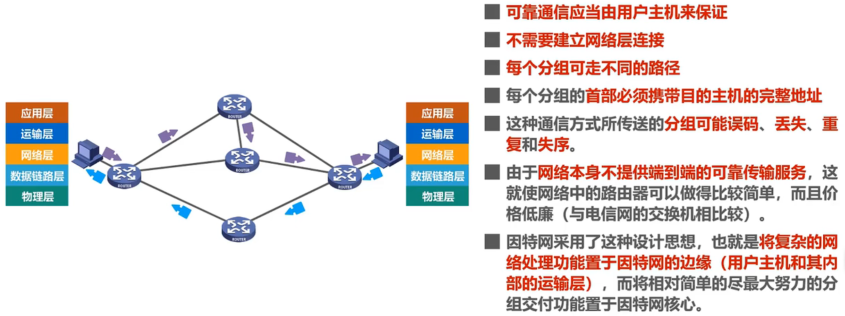 应用层
运输层
网络层
数据链路层
物理层
ROUTER
ROUTER
ROUTER
ROUTER
ROUTER
应用层
运输层
网络层
数据链路层
物理层
可靠通信应当由用户主机来保证
不需要建立网络层连接
每个分组可走不同的路径
每个分组的首部必须携带目的主机的完整地址
这种通信方式所传送的分组可能误码、丢失、重
复和失序。
由于网络本身不提供端到端的可靠传输服务，这
就使网络中的路由器可以做得比较简单，而且价
格低廉（与电信网的交换机相比较）。
因特网采用了这种设计思想，也就是将复杂的网
络处理功能置于因特网的边缘（用户主机和其内
部的运输层），而将相对简单的尽最大努力的分
组交付功能置于因特网核心。